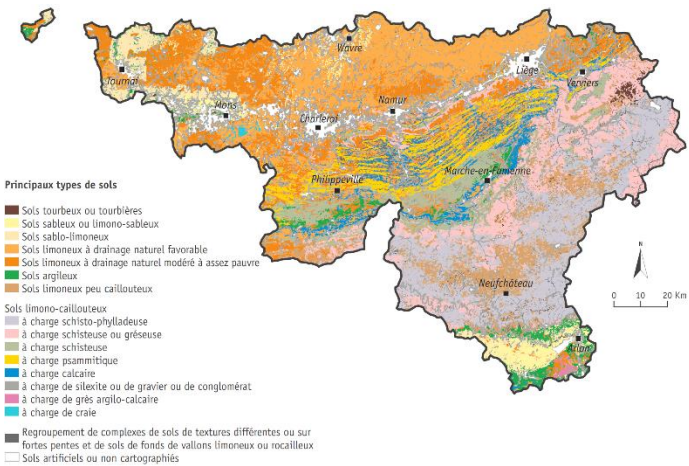 Wavre
Tournai
Liège
Verviers
Mons
Namur
Charleroi
Philippeville
Marche-en-Famenne
Neufchâteau
Arlon
N
0 10 20 Km
Principaux types de sols
Sols tourbeux ou tourbières
Sols sableux ou limono-sableux
Sols sablo-limoneux
Sols limoneux à drainage naturel favorable
Sols limoneux à drainage naturel modéré à assez pauvre
Sols argileux
Sols limoneux peu caillouteux
Sols limono-caillouteux
à charge schisto-phylladeuse
à charge schisteuse ou gréseuse
à charge schisteuse
à charge psammitique
à charge calcaire
à charge de silexite ou de gravier ou de conglomérat
à charge de grès argilo-calcaire
à charge de craie
Regroupement de complexes de sols de textures différentes ou sur
fortes pentes et de sols de fonds de vallons limoneux ou rocailleux
Sols artificiels ou non cartographiés